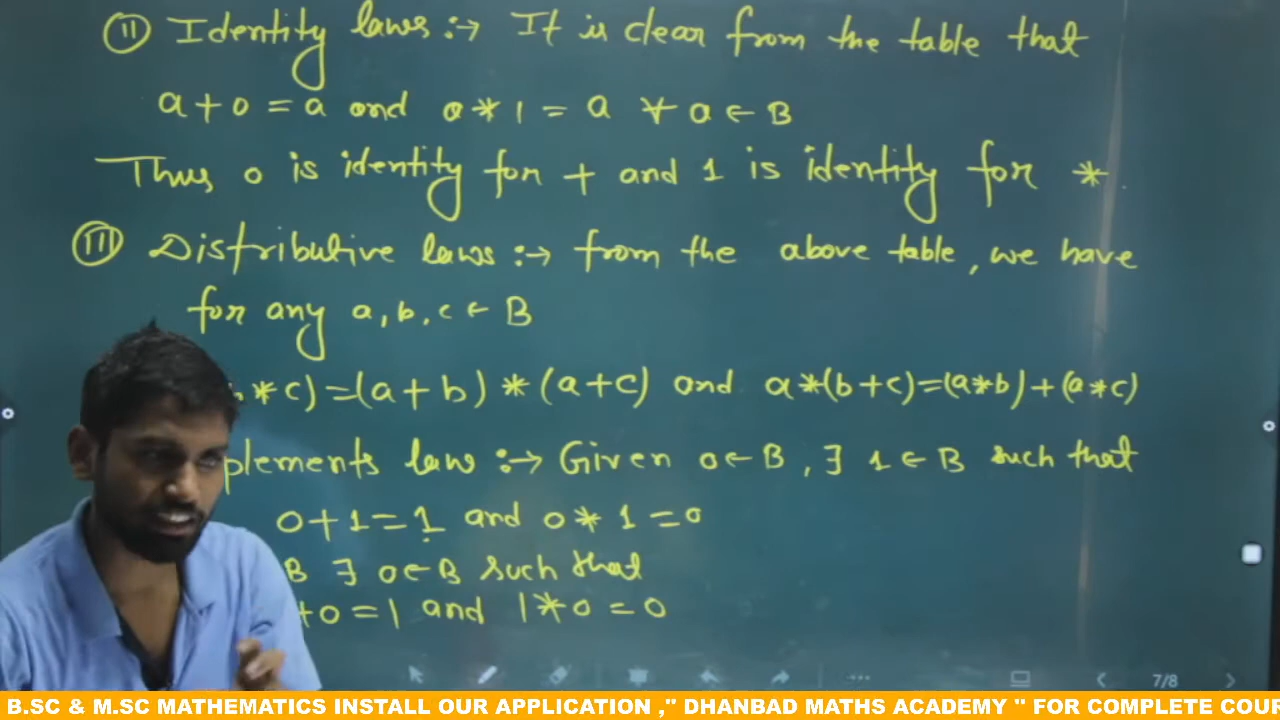 (II) Identity laws :→ It is clear from the table that
a + 0 = a and a * 1 = a ∀ a ∈ B
Thus 0 is identity for + and 1 is identity for *.
(III) Distributive laws :→ from the above table, we have
for any a, b, c ∈ B
* c) = (a + b) * (a + c) and a * (b + c) = (a * b) + (a * c)
plements law :→ Given 0 ∈ B, ∃ 1 ∈ B such that
0 + 1 = 1 and 0 * 1 = 0
B ∃ 0 ∈ B such that
+ 0 = 1 and 1 * 0 = 0
7/8
B.SC & M.SC MATHEMATICS INSTALL OUR APPLICATION ," DHANBAD MATHS ACADEMY " FOR COMPLETE COUR